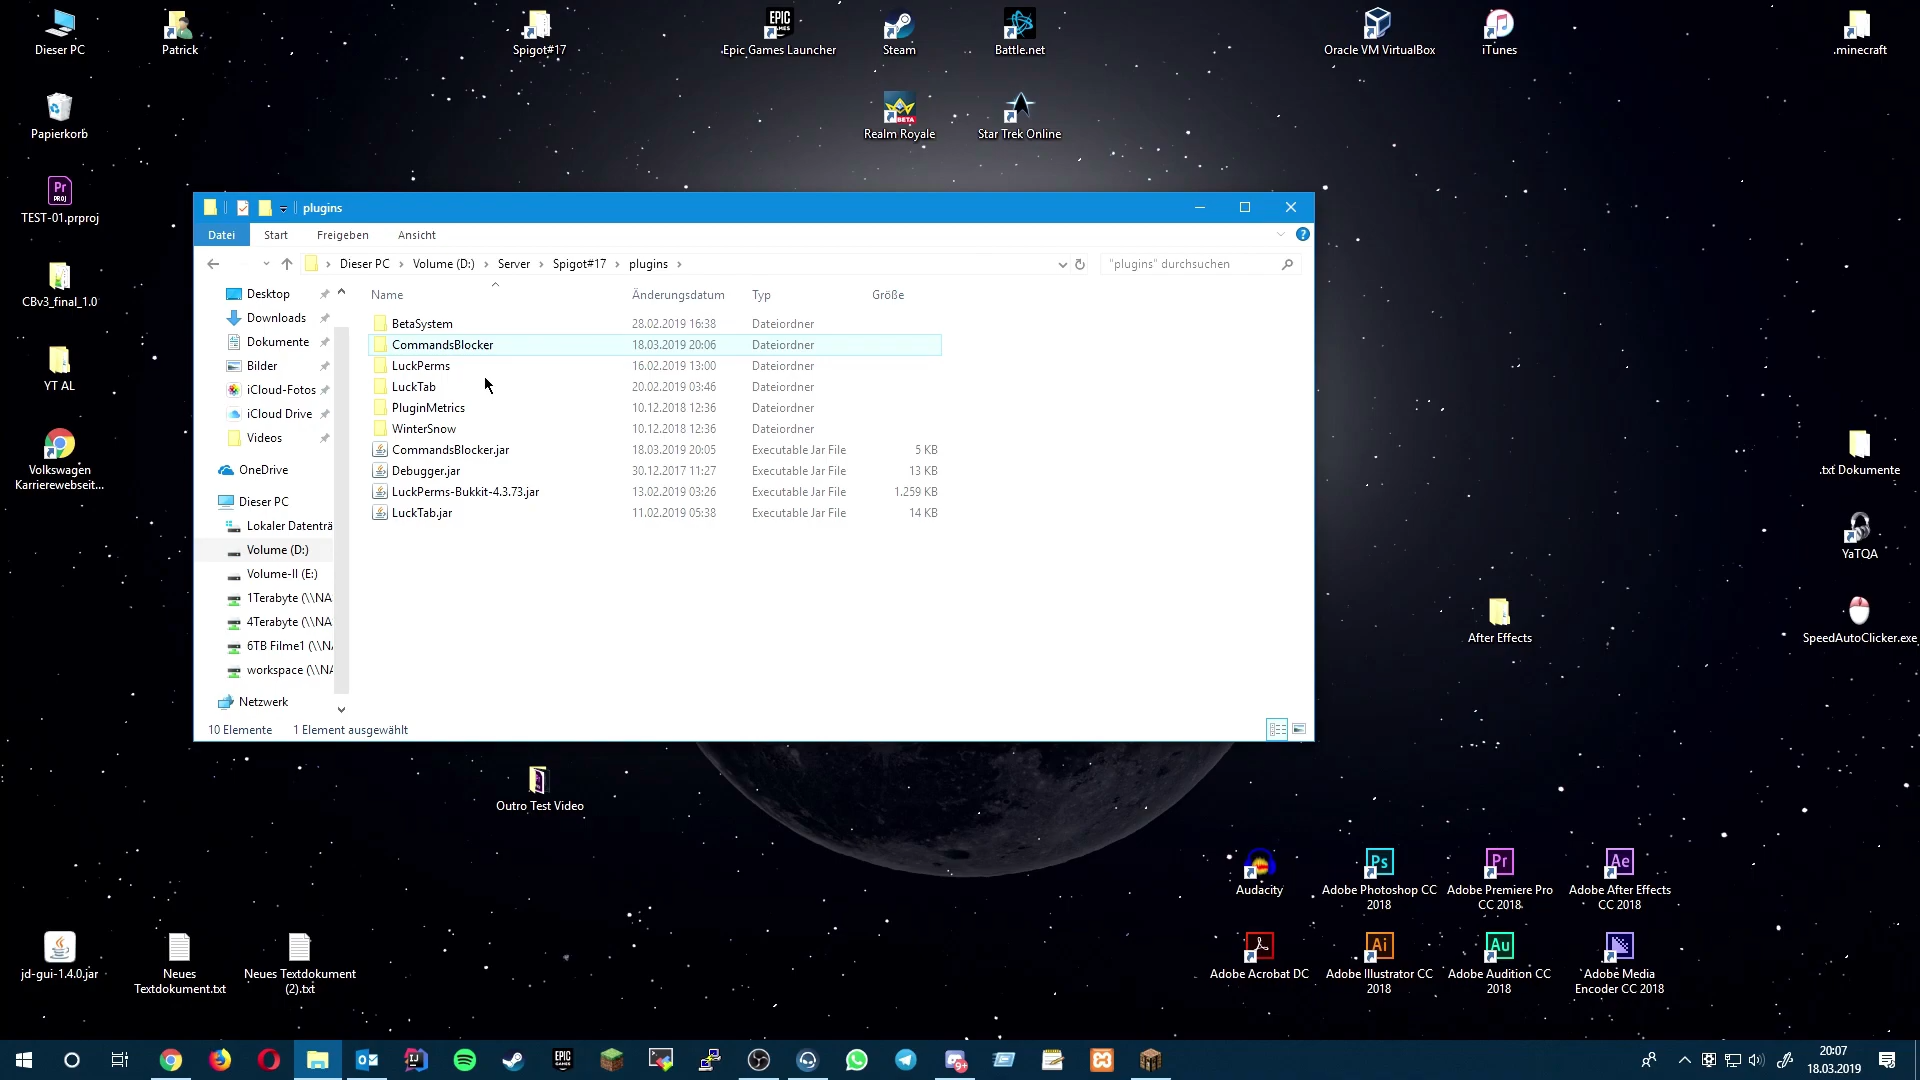 Dieser PC
Patrick
Spigot#17
Epic Games Launcher
Steam
Battle.net
Oracle VM VirtualBox
iTunes
.minecraft
Papierkorb
Realm Royale
Star Trek Online
TEST-01.prproj
CBv3_final_1.0
YT AL
Volkswagen
Karrierewebseit...
plugins
Datei
Start
Freigeben
Ansicht
Dieser PC
Volume (D:)
Server
Spigot#17
plugins
"plugins" durchsuchen
Desktop
Downloads
Dokumente
Bilder
iCloud-Fotos
iCloud Drive
Videos
OneDrive
Dieser PC
Lokaler Datenträ
Volume (D:)
Volume-II (E:)
1Terabyte (\\NA
4Terabyte (\\NA
6TB Filme1 (\\N
workspace (\\NA
Netzwerk
Name Änderungsdatum Typ Größe
BetaSystem 28.02.2019 16:38 Dateiordner
CommandsBlocker 18.03.2019 20:06 Dateiordner
LuckPerms 16.02.2019 13:00 Dateiordner
LuckTab 20.02.2019 03:46 Dateiordner
PluginMetrics 10.12.2018 12:36 Dateiordner
WinterSnow 10.12.2018 12:36 Dateiordner
CommandsBlocker.jar 18.03.2019 20:05 Executable Jar File 5 KB
Debugger.jar 30.12.2017 11:27 Executable Jar File 13 KB
LuckPerms-Bukkit-4.3.73.jar 13.02.2019 03:26 Executable Jar File 1.259 KB
LuckTab.jar 11.02.2019 05:38 Executable Jar File 14 KB
10 Elemente 1 Element ausgewählt
.txt Dokumente
YaTQA
After Effects
SpeedAutoClicker.exe
Outro Test Video
Audacity
Adobe Photoshop CC
2018
Adobe Premiere Pro
CC 2018
Adobe After Effects
CC 2018
jd-gui-1.4.0.jar
Neues
Textdokument.txt
Neues Textdokument
(2).txt
Adobe Acrobat DC
Adobe Illustrator CC
2018
Adobe Audition CC
2018
Adobe Media
Encoder CC 2018
20:07
18.03.2019